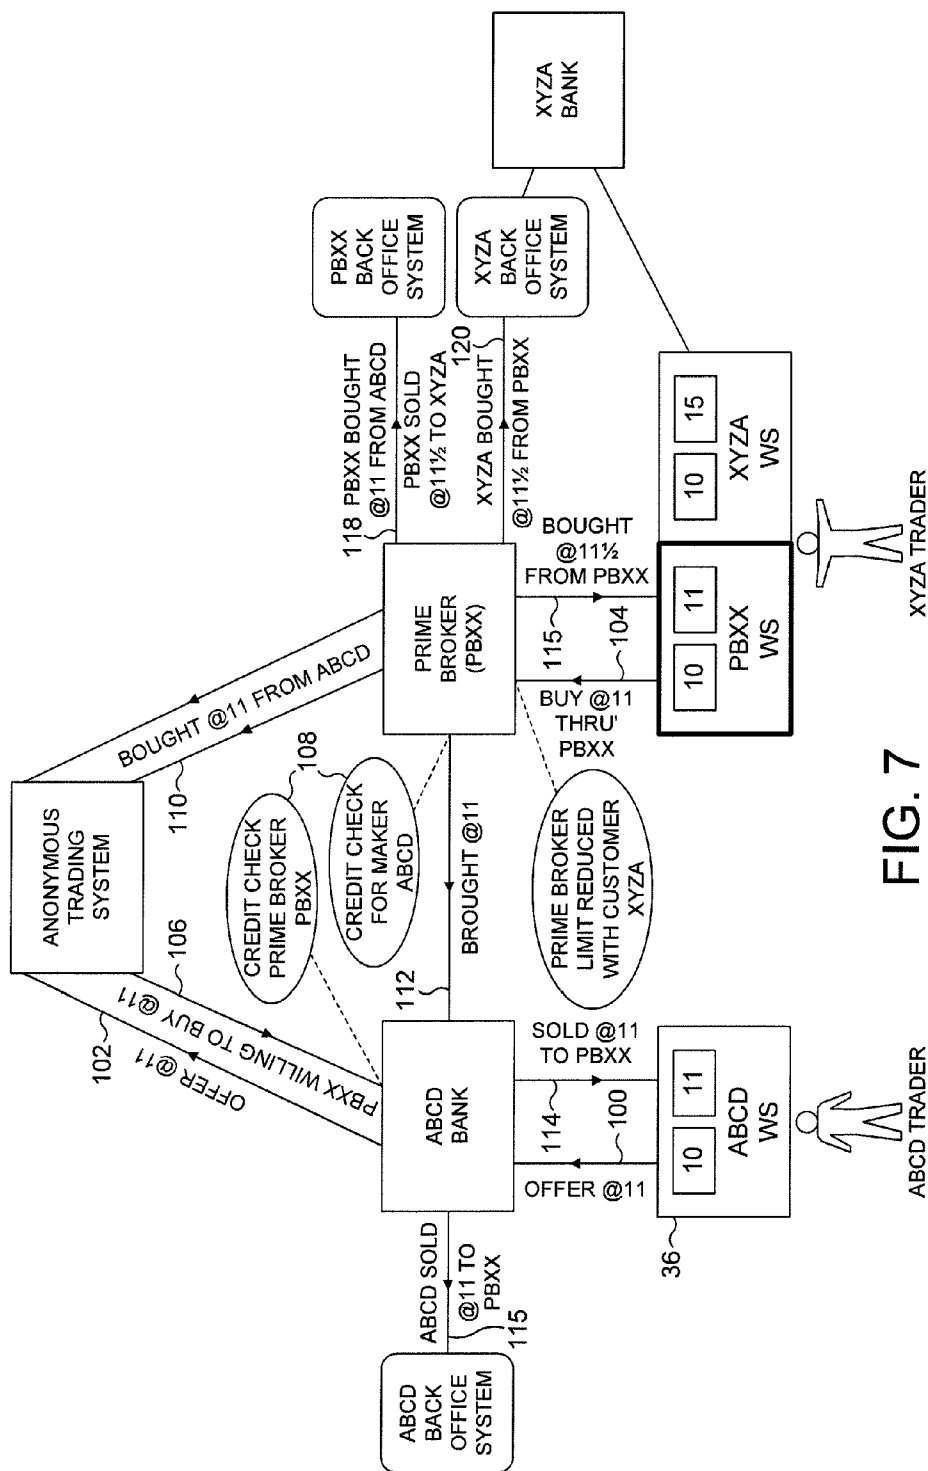 ANONYMOUS
TRADING
SYSTEM
102
OFFER @11
106
PBXX WILLING TO BUY @11
110
BOUGHT @11 FROM ABCD
CREDIT CHECK
PRIME BROKER
PBXX
108
CREDIT CHECK
FOR MAKER
ABCD
ABCD
BACK
OFFICE
SYSTEM
ABCD SOLD
@11 TO
PBXX
115
ABCD
BANK
112
BROUGHT @11
PRIME
BROKER
(PBXX)
118
PBXX BOUGHT
@11 FROM ABCD
PBXX SOLD
@11½ TO XYZA
PBXX
BACK
OFFICE
SYSTEM
XYZA BOUGHT
@11½ FROM PBXX
120
XYZA
BACK
OFFICE
SYSTEM
XYZA
BANK
OFFER @11
100
114
SOLD @11
TO PBXX
PRIME BROKER
LIMIT REDUCED
WITH CUSTOMER
XYZA
BUY @11
THRU'
PBXX
104
115
BOUGHT
@11½
FROM PBXX
36
10
11
ABCD
WS
10
11
PBXX
WS
10
15
XYZA
WS
ABCD TRADER
XYZA TRADER
FIG. 7